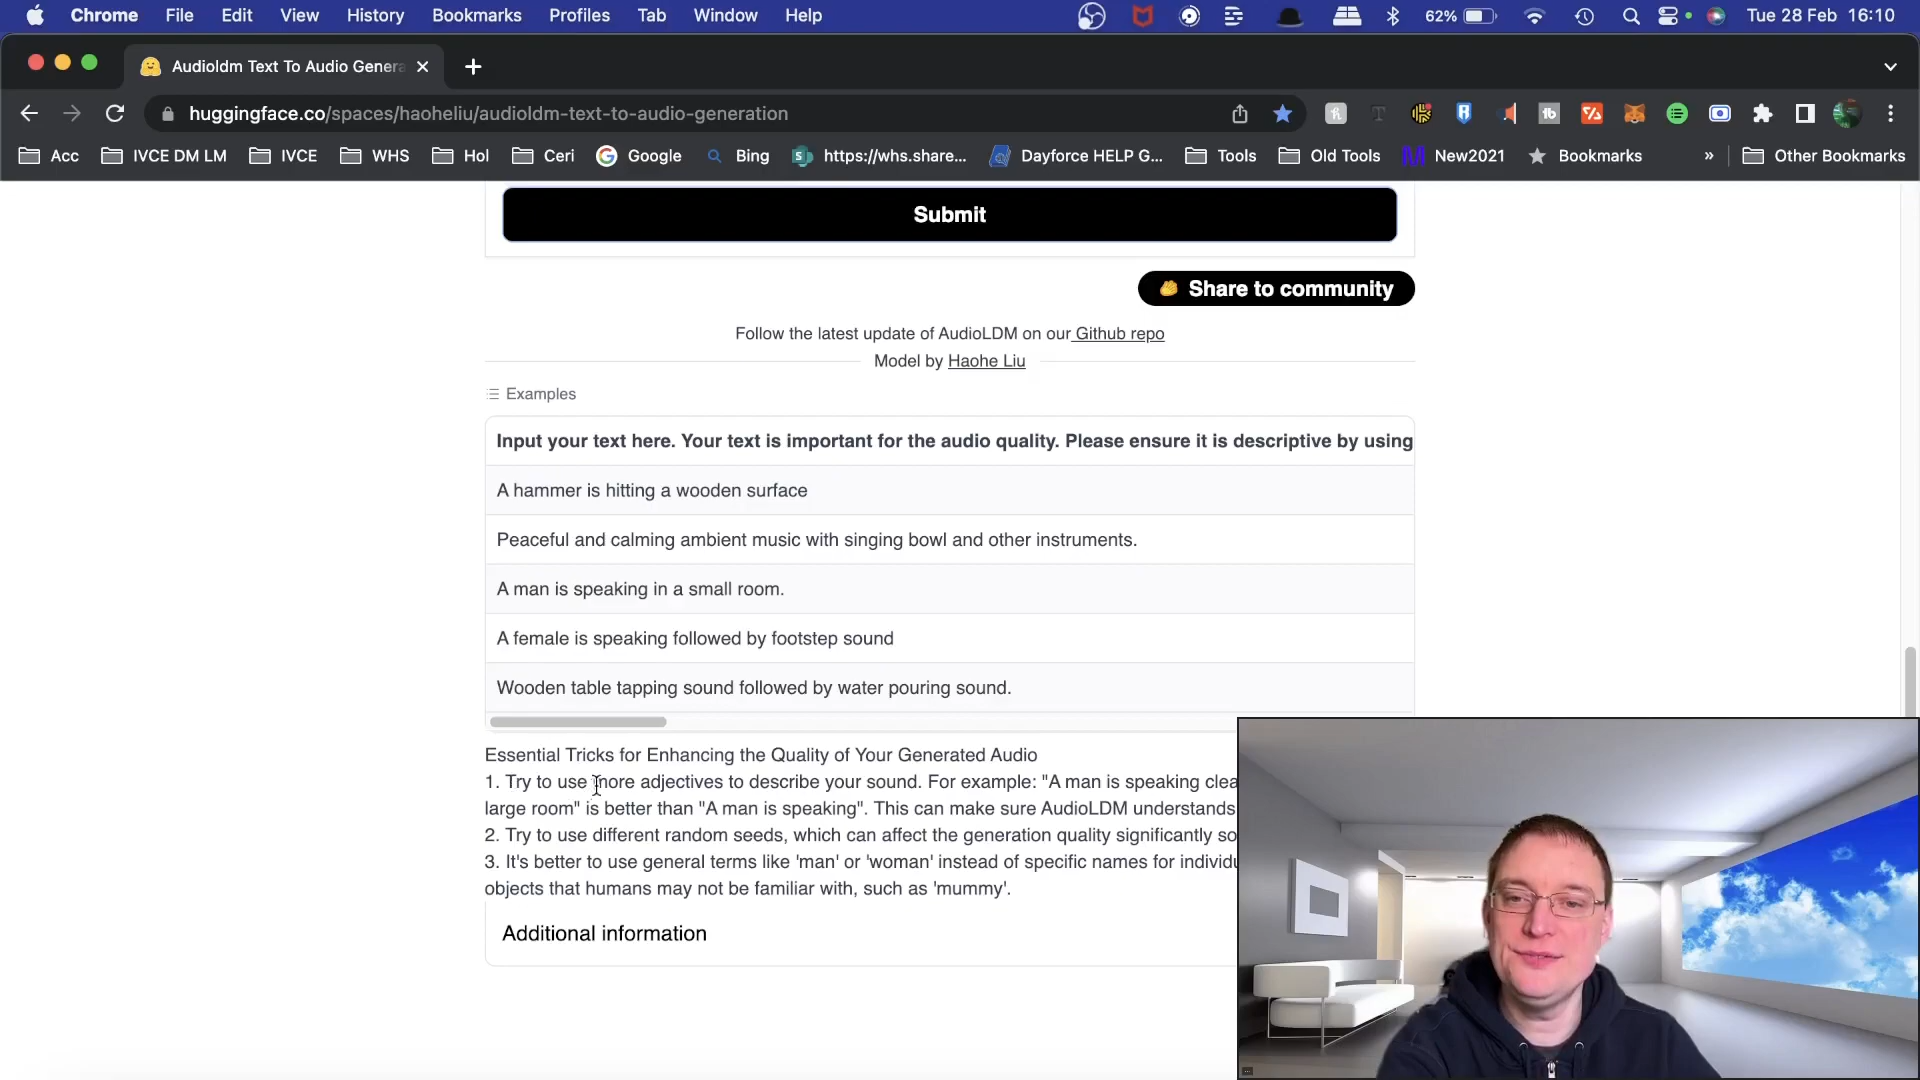 Chrome File Edit View History Bookmarks Profiles Tab Window Help 62% Tue 28 Feb 16:10
Audioldm Text To Audio Genera
huggingface.co/spaces/haoheliu/audioldm-text-to-audio-generation
Acc IVCE DM LM IVCE WHS Hol Ceri Google Bing https://whs.share... Dayforce HELP G... Tools Old Tools New2021 Bookmarks » Other Bookmarks
Submit
Share to community
Follow the latest update of AudioLDM on our Github repo
Model by Haohe Liu
Examples
Input your text here. Your text is important for the audio quality. Please ensure it is descriptive by using
A hammer is hitting a wooden surface
Peaceful and calming ambient music with singing bowl and other instruments.
A man is speaking in a small room.
A female is speaking followed by footstep sound
Wooden table tapping sound followed by water pouring sound.
Essential Tricks for Enhancing the Quality of Your Generated Audio
1. Try to use more adjectives to describe your sound. For example: "A man is speaking clea
large room" is better than "A man is speaking". This can make sure AudioLDM understands
2. Try to use different random seeds, which can affect the generation quality significantly so
3. It's better to use general terms like 'man' or 'woman' instead of specific names for individu
objects that humans may not be familiar with, such as 'mummy'.
Additional information